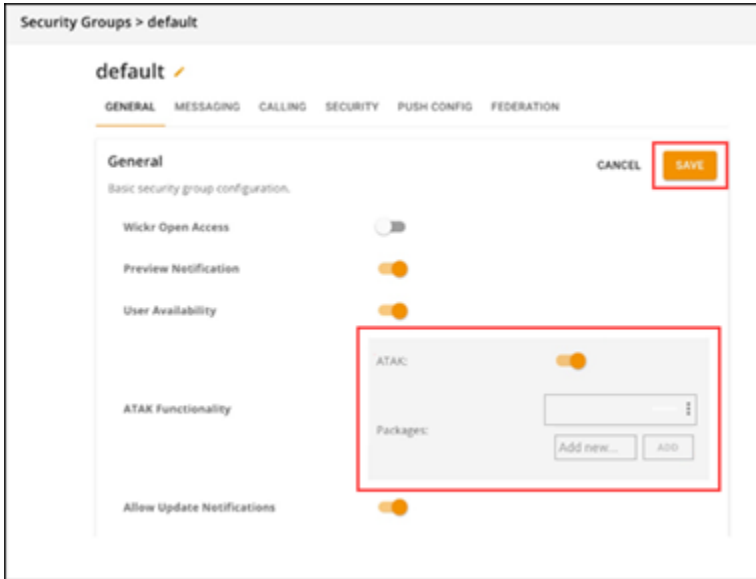 Security Groups > default
default
GENERAL MESSAGING CALLING SECURITY PUSH CONFIG FEDERATION
General
CANCEL SAVE
Basic security group configuration.
Wickr Open Access
Preview Notification
User Availability
ATAK:
ATAK Functionality
Packages:
Add new... ADD
Allow Update Notifications